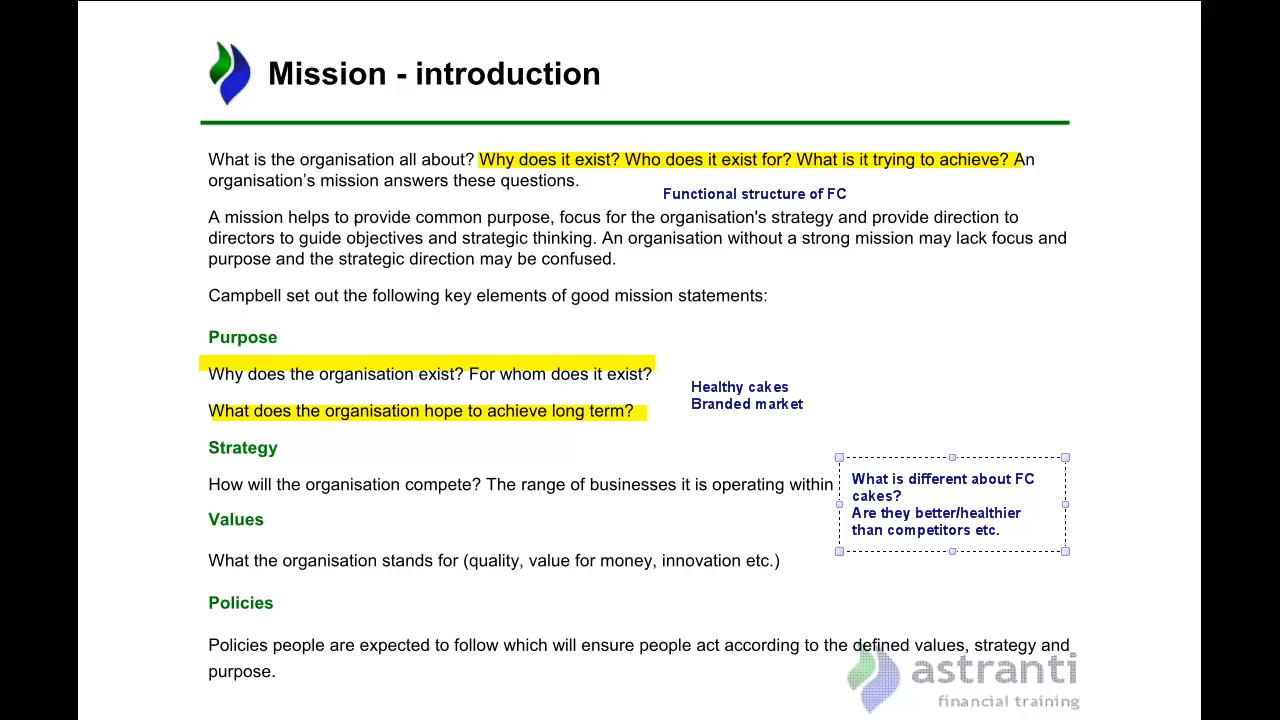 Mission - introduction
What is the organisation all about? Why does it exist? Who does it exist for? What is it trying to achieve? An
organisation's mission answers these questions.
Functional structure of FC
A mission helps to provide common purpose, focus for the organisation's strategy and provide direction to
directors to guide objectives and strategic thinking. An organisation without a strong mission may lack focus and
purpose and the strategic direction may be confused.
Campbell set out the following key elements of good mission statements:
Purpose
Why does the organisation exist? For whom does it exist?
Healthy cakes
Branded market
What does the organisation hope to achieve long term?
Strategy
How will the organisation compete? The range of businesses it is operating within
What is different about FC
cakes?
Are they better/healthier
than competitors etc.
Values
What the organisation stands for (quality, value for money, innovation etc.)
Policies
Policies people are expected to follow which will ensure people act according to the defined values, strategy and
purpose.
astranti
financial training